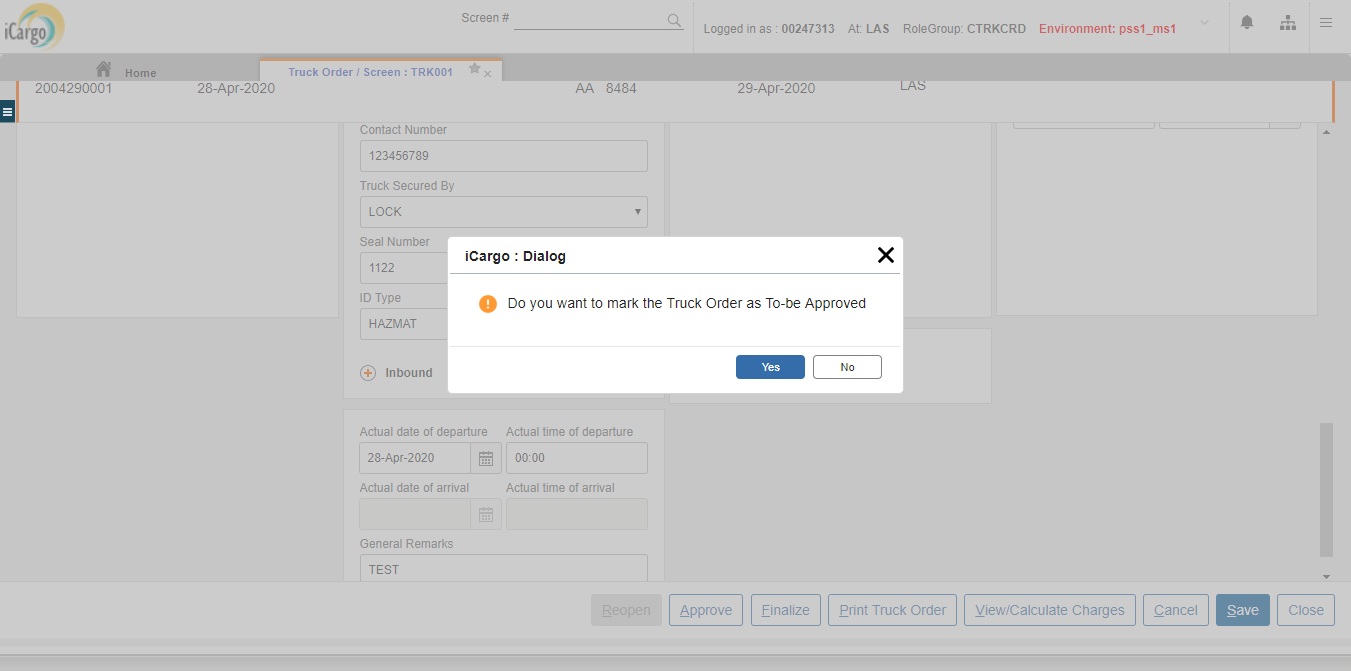 iCargo
Screen #
Logged in as : 00247313 At: LAS RoleGroup: CTRKCRD Environment: pss1_ms1
Home
Truck Order / Screen : TRK001
2004290001 28-Apr-2020 AA 8484 29-Apr-2020 LAS
Contact Number
123456789
Truck Secured By
LOCK
Seal Number
1122
ID Type
HAZMAT
Inbound
iCargo : Dialog
Do you want to mark the Truck Order as To-be Approved
Yes No
Actual date of departure Actual time of departure
28-Apr-2020 00:00
Actual date of arrival Actual time of arrival
General Remarks
TEST
Reopen Approve Finalize Print Truck Order View/Calculate Charges Cancel Save Close